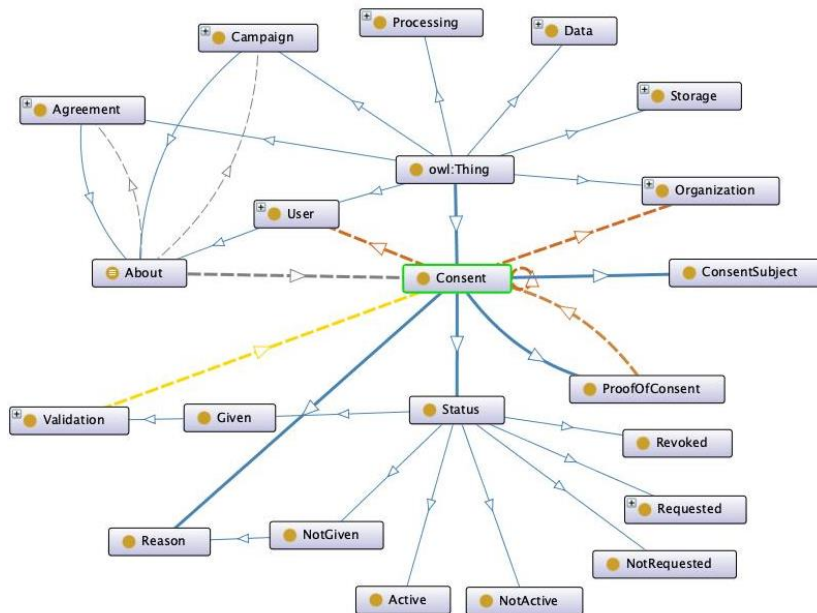 Processing
Data
Campaign
Storage
Agreement
owl:Thing
Organization
User
About
Consent
ConsentSubject
ProofOfConsent
Status
Validation
Given
Revoked
Requested
Reason
NotGiven
NotRequested
Active
NotActive